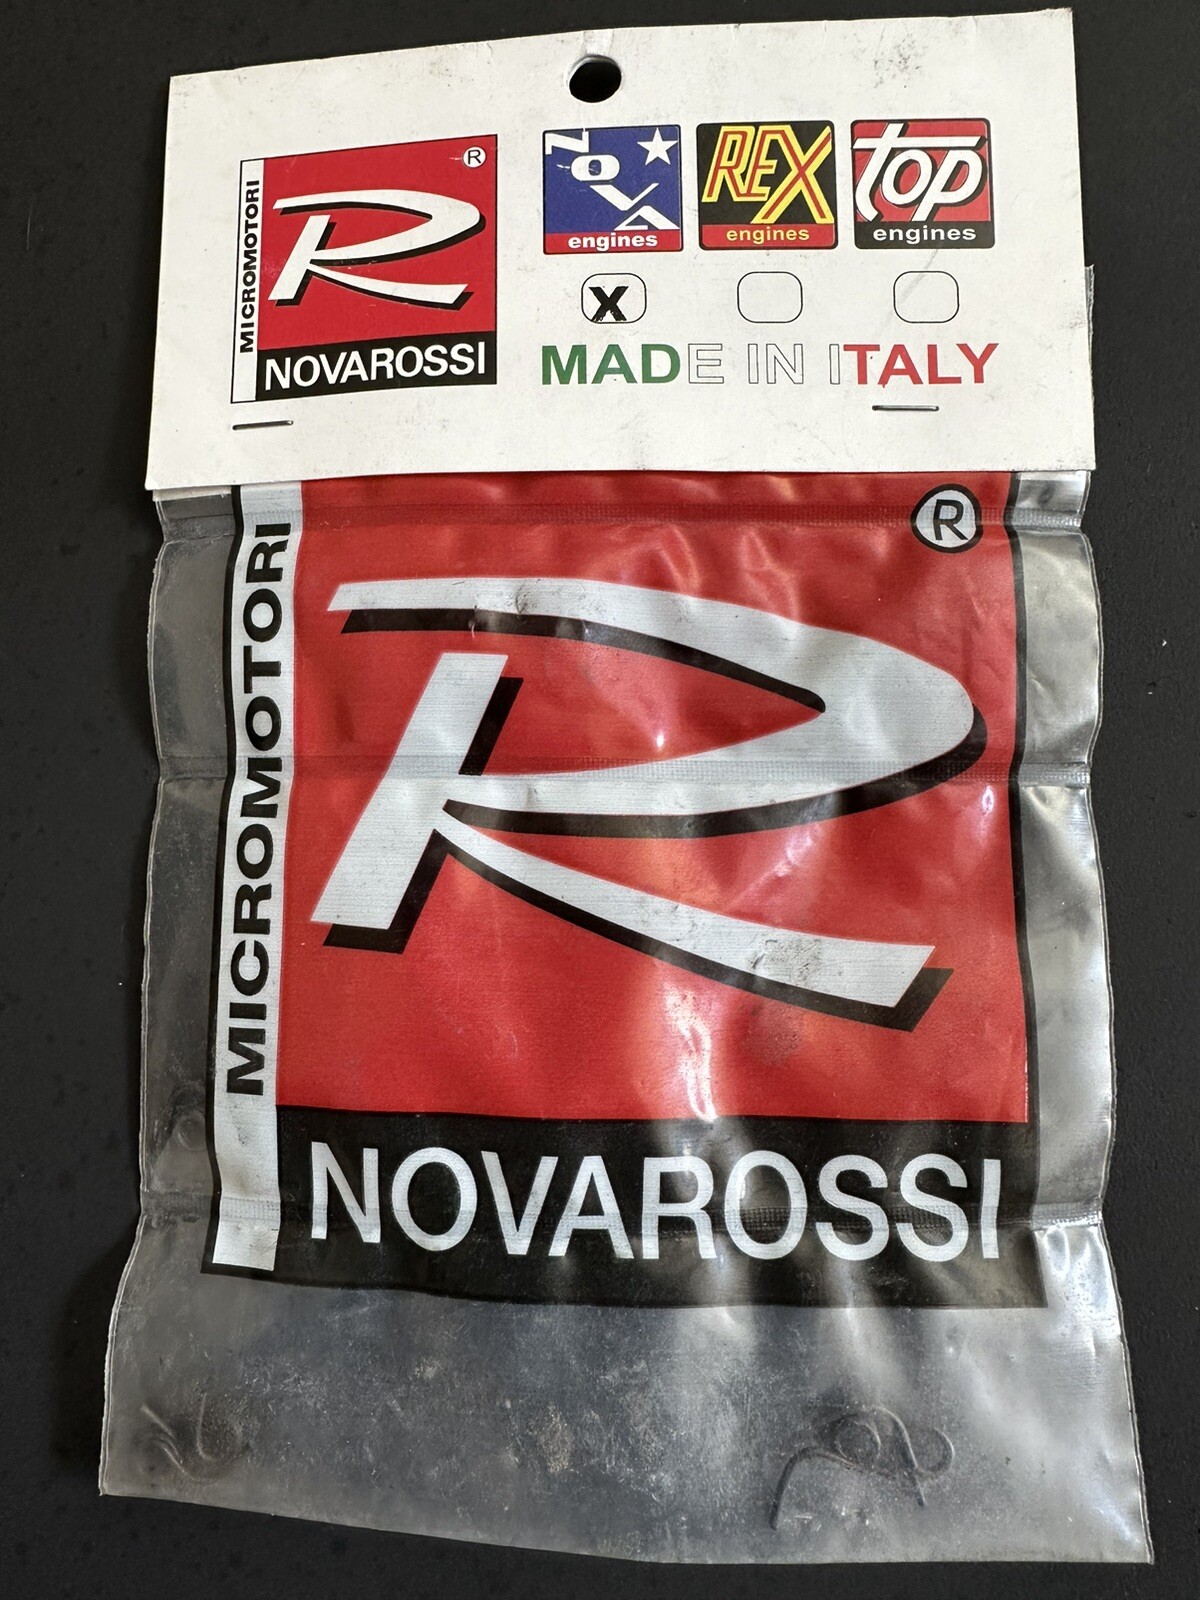 MICROMOTORI
R
®
NOVAROSSI
NOVA
engines
REX
engines
top
engines
X
MADE IN ITALY
MICROMOTORI
R
®
NOVAROSSI